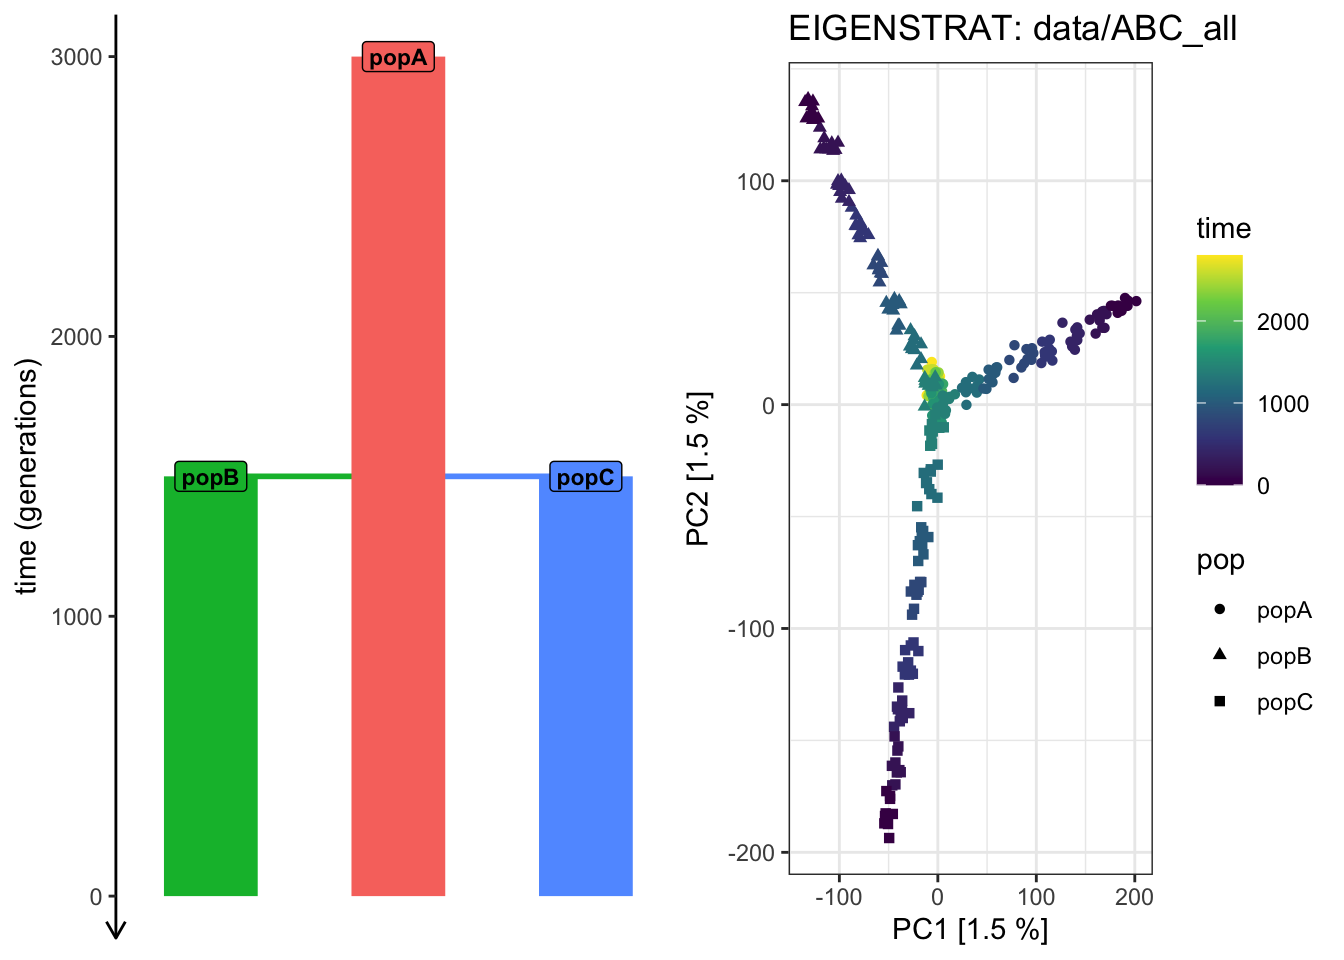 time (generations)
3000
2000
1000
0
popA
popB
popC
EIGENSTRAT: data/ABC_all
PC2 [1.5 %]
100
0
-100
-200
-100
0
100
200
PC1 [1.5 %]
time
2000
1000
0
pop
popA
popB
popC